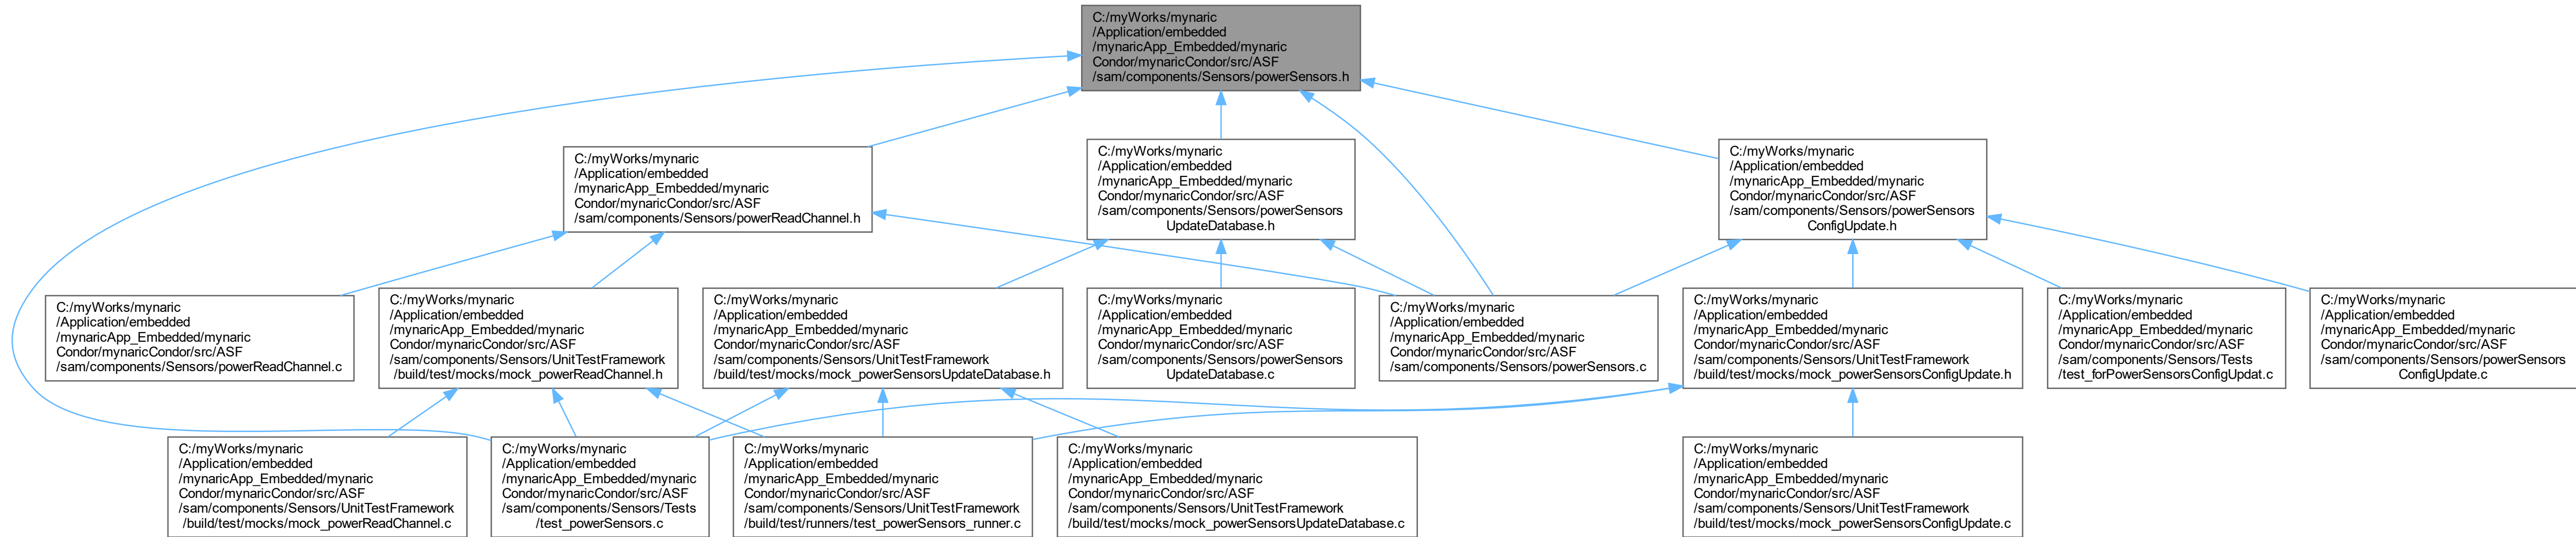 C:/myWorks/mynaric
/Application/embedded
/mynaricApp_Embedded/mynaric
Condor/mynaricCondor/src/ASF
/sam/components/Sensors/powerSensors.h
C:/myWorks/mynaric
/Application/embedded
/mynaricApp_Embedded/mynaric
Condor/mynaricCondor/src/ASF
/sam/components/Sensors/powerReadChannel.h
C:/myWorks/mynaric
/Application/embedded
/mynaricApp_Embedded/mynaric
Condor/mynaricCondor/src/ASF
/sam/components/Sensors/powerSensors
UpdateDatabase.h
C:/myWorks/mynaric
/Application/embedded
/mynaricApp_Embedded/mynaric
Condor/mynaricCondor/src/ASF
/sam/components/Sensors/powerSensors
ConfigUpdate.h
C:/myWorks/mynaric
/Application/embedded
/mynaricApp_Embedded/mynaric
Condor/mynaricCondor/src/ASF
/sam/components/Sensors/powerReadChannel.c
C:/myWorks/mynaric
/Application/embedded
/mynaricApp_Embedded/mynaric
Condor/mynaricCondor/src/ASF
/sam/components/Sensors/UnitTestFramework
/build/test/mocks/mock_powerReadChannel.h
C:/myWorks/mynaric
/Application/embedded
/mynaricApp_Embedded/mynaric
Condor/mynaricCondor/src/ASF
/sam/components/Sensors/UnitTestFramework
/build/test/mocks/mock_powerSensorsUpdateDatabase.h
C:/myWorks/mynaric
/Application/embedded
/mynaricApp_Embedded/mynaric
Condor/mynaricCondor/src/ASF
/sam/components/Sensors/powerSensors
UpdateDatabase.c
C:/myWorks/mynaric
/Application/embedded
/mynaricApp_Embedded/mynaric
Condor/mynaricCondor/src/ASF
/sam/components/Sensors/powerSensors.c
C:/myWorks/mynaric
/Application/embedded
/mynaricApp_Embedded/mynaric
Condor/mynaricCondor/src/ASF
/sam/components/Sensors/UnitTestFramework
/build/test/mocks/mock_powerSensorsConfigUpdate.h
C:/myWorks/mynaric
/Application/embedded
/mynaricApp_Embedded/mynaric
Condor/mynaricCondor/src/ASF
/sam/components/Sensors/Tests
/test_forPowerSensorsConfigUpdat.c
C:/myWorks/mynaric
/Application/embedded
/mynaricApp_Embedded/mynaric
Condor/mynaricCondor/src/ASF
/sam/components/Sensors/powerSensors
ConfigUpdate.c
C:/myWorks/mynaric
/Application/embedded
/mynaricApp_Embedded/mynaric
Condor/mynaricCondor/src/ASF
/sam/components/Sensors/UnitTestFramework
/build/test/mocks/mock_powerReadChannel.c
C:/myWorks/mynaric
/Application/embedded
/mynaricApp_Embedded/mynaric
Condor/mynaricCondor/src/ASF
/sam/components/Sensors/Tests
/test_powerSensors.c
C:/myWorks/mynaric
/Application/embedded
/mynaricApp_Embedded/mynaric
Condor/mynaricCondor/src/ASF
/sam/components/Sensors/UnitTestFramework
/build/test/runners/test_powerSensors_runner.c
C:/myWorks/mynaric
/Application/embedded
/mynaricApp_Embedded/mynaric
Condor/mynaricCondor/src/ASF
/sam/components/Sensors/UnitTestFramework
/build/test/mocks/mock_powerSensorsUpdateDatabase.c
C:/myWorks/mynaric
/Application/embedded
/mynaricApp_Embedded/mynaric
Condor/mynaricCondor/src/ASF
/sam/components/Sensors/UnitTestFramework
/build/test/mocks/mock_powerSensorsConfigUpdate.c